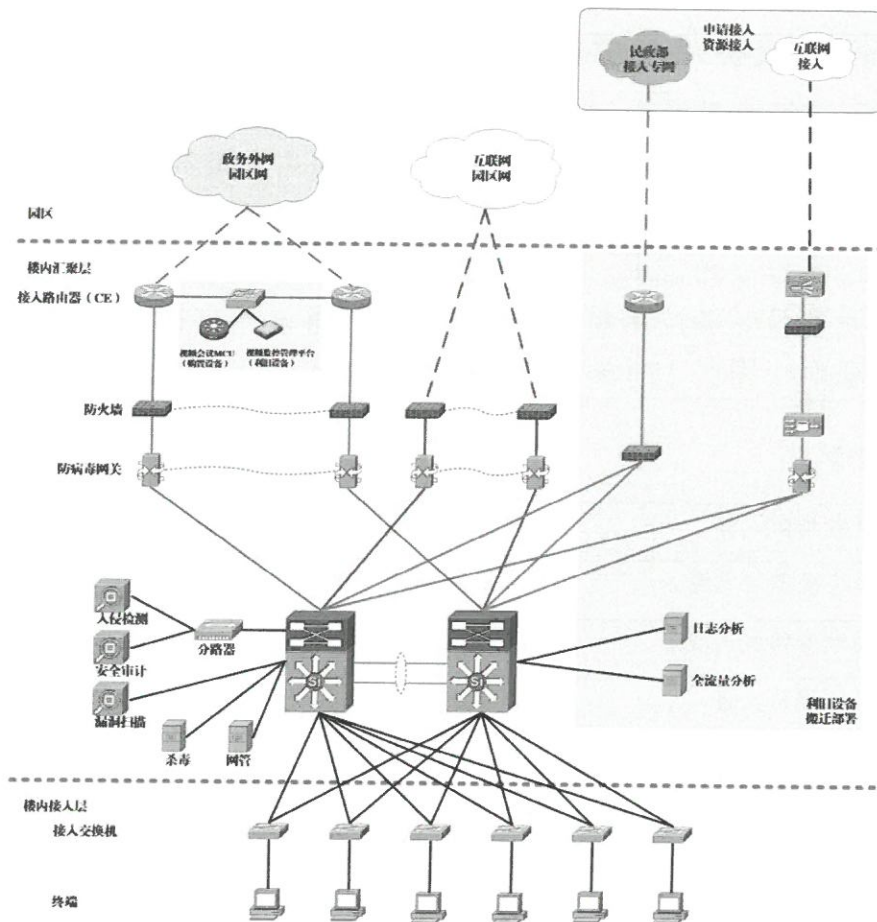 申请接入
资源接入
民政部
接入专网
互联网
接入
政务外网
园区网
互联网
园区网
园区
楼内汇聚层
接入路由器（CE）
视频会议MCU
（购置设备）
视频监控管理平台
（利旧设备）
防火墙
防病毒网关
入侵检测
分路器
安全审计
漏洞扫描
杀毒
网管
Si
Si
日志分析
全流量分析
利旧设备
搬迁部署
楼内接入层
接入交换机
终端